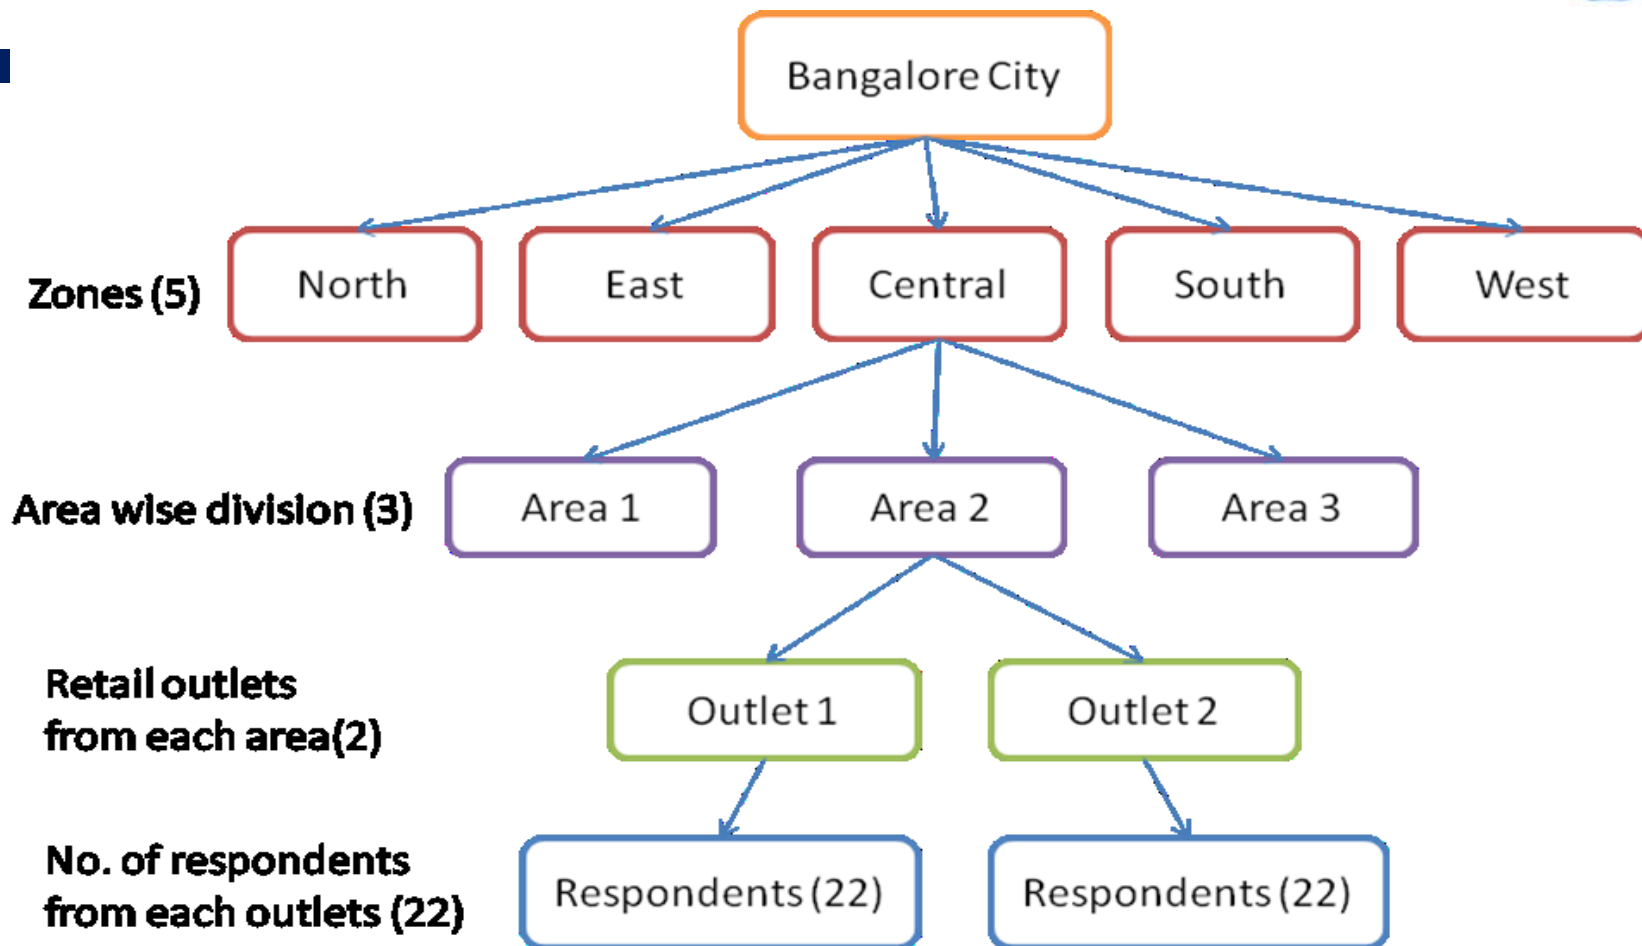 Bangalore City
Zones (5)
North
East
Central
South
West
Area wise division (3)
Area 1
Area 2
Area 3
Retail outlets
from each area(2)
Outlet 1
Outlet 2
No. of respondents
from each outlets (22)
Respondents (22)
Respondents (22)